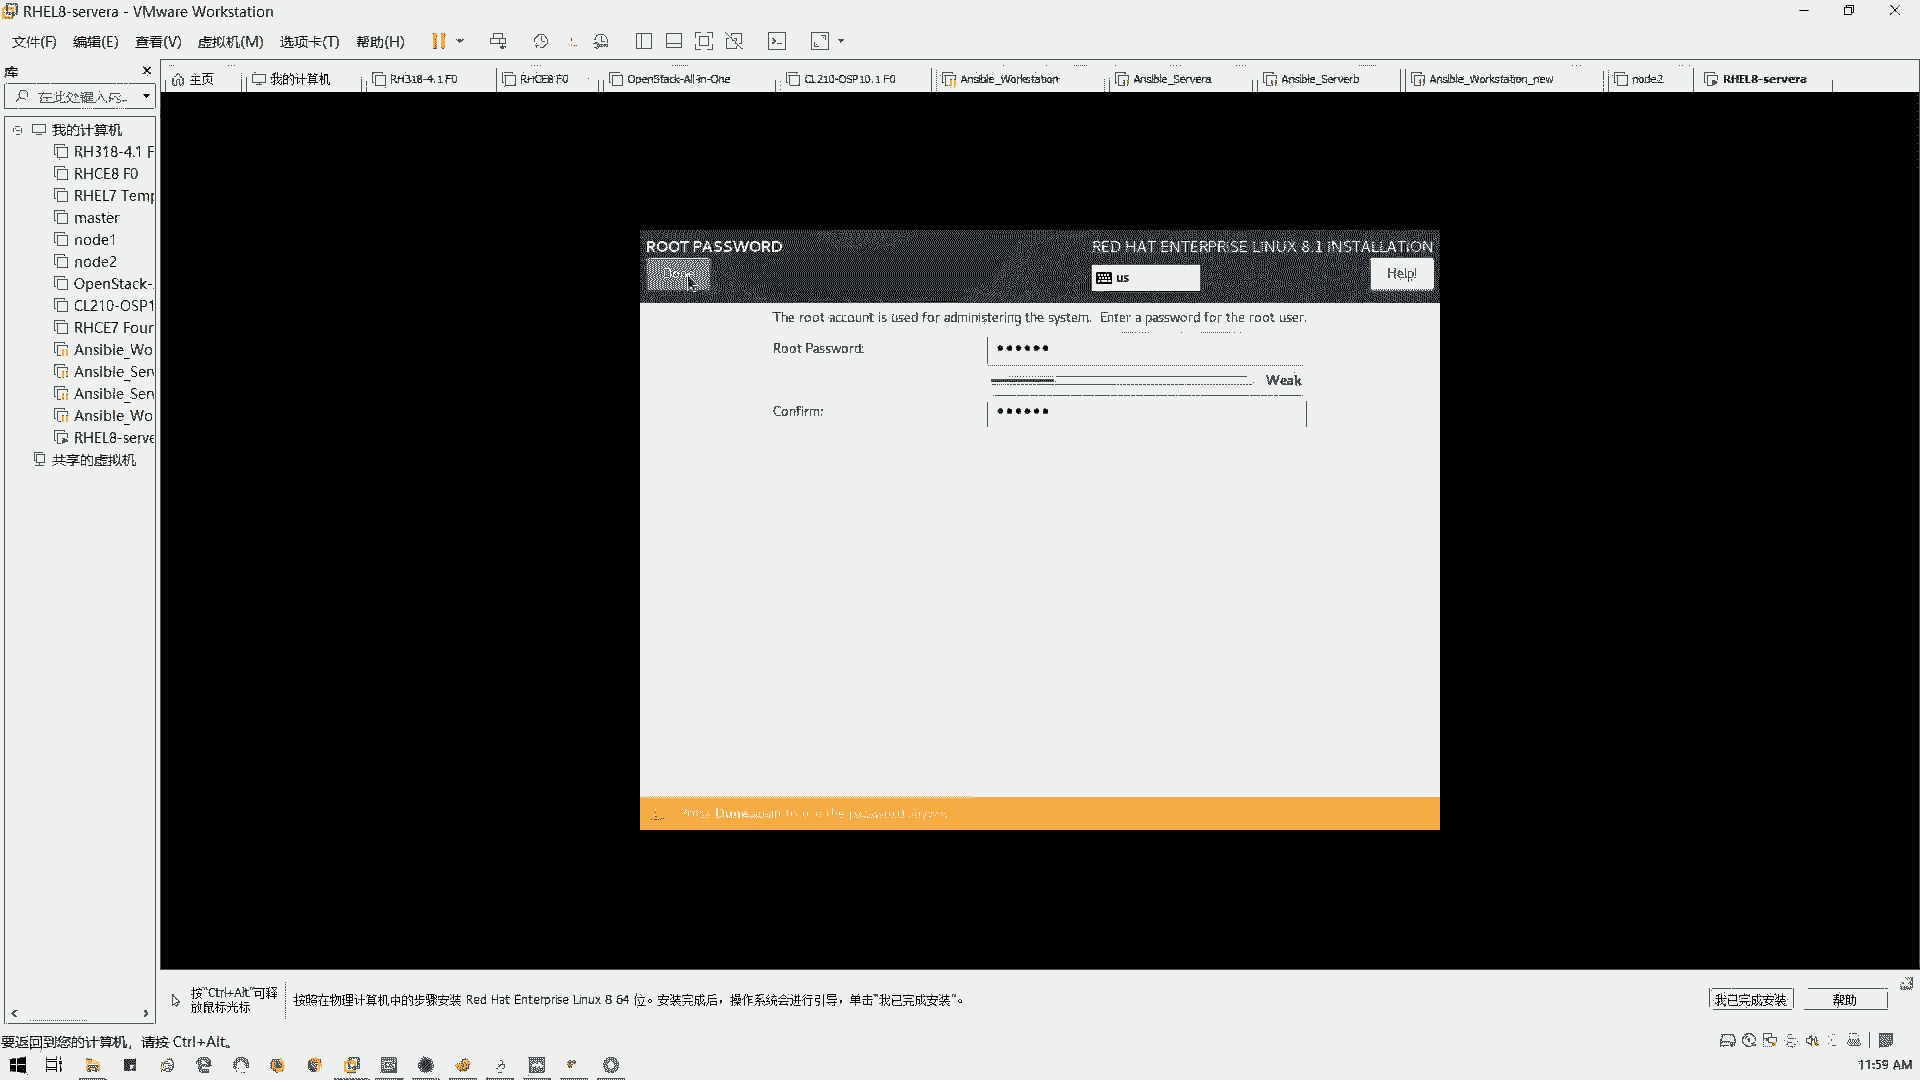 RHEL8-servera - VMware Workstation
文件(F) 编辑(E) 查看(V) 虚拟机(M) 选项卡(T) 帮助(H)
库
主页 我的计算机 RH318-4.1 F0 RHCE8 F0 OpenStack-All-in-One CL210-OSP10.1 F0 Ansible_Workstation Ansible_Servera Ansible_Serverb Ansible_Workstation_new node2 RHEL8-servera
在此处键入
我的计算机
RH318-4.1 F
RHCE8 F0
RHEL7 Temp
master
node1
node2
OpenStack-
CL210-OSP1
RHCE7 Four
Ansible_Wo
Ansible_Serv
Ansible_Serv
Ansible_Wo
RHEL8-serve
共享的虚拟机
ROOT PASSWORD
RED HAT ENTERPRISE LINUX 8.1 INSTALLATION
Done
us
Help!
The root account is used for administering the system. Enter a password for the root user.
Root Password:
Weak
Confirm:
Press Done again to use the password anyway.
按"Ctrl+Alt"可释
放鼠标光标
按照在物理计算机中的步骤安装 Red Hat Enterprise Linux 8 64 位。安装完成后，操作系统会进行引导，单击"我已完成安装"。
我已完成安装
帮助
要返回到您的计算机，请按 Ctrl+Alt。
11:59 AM